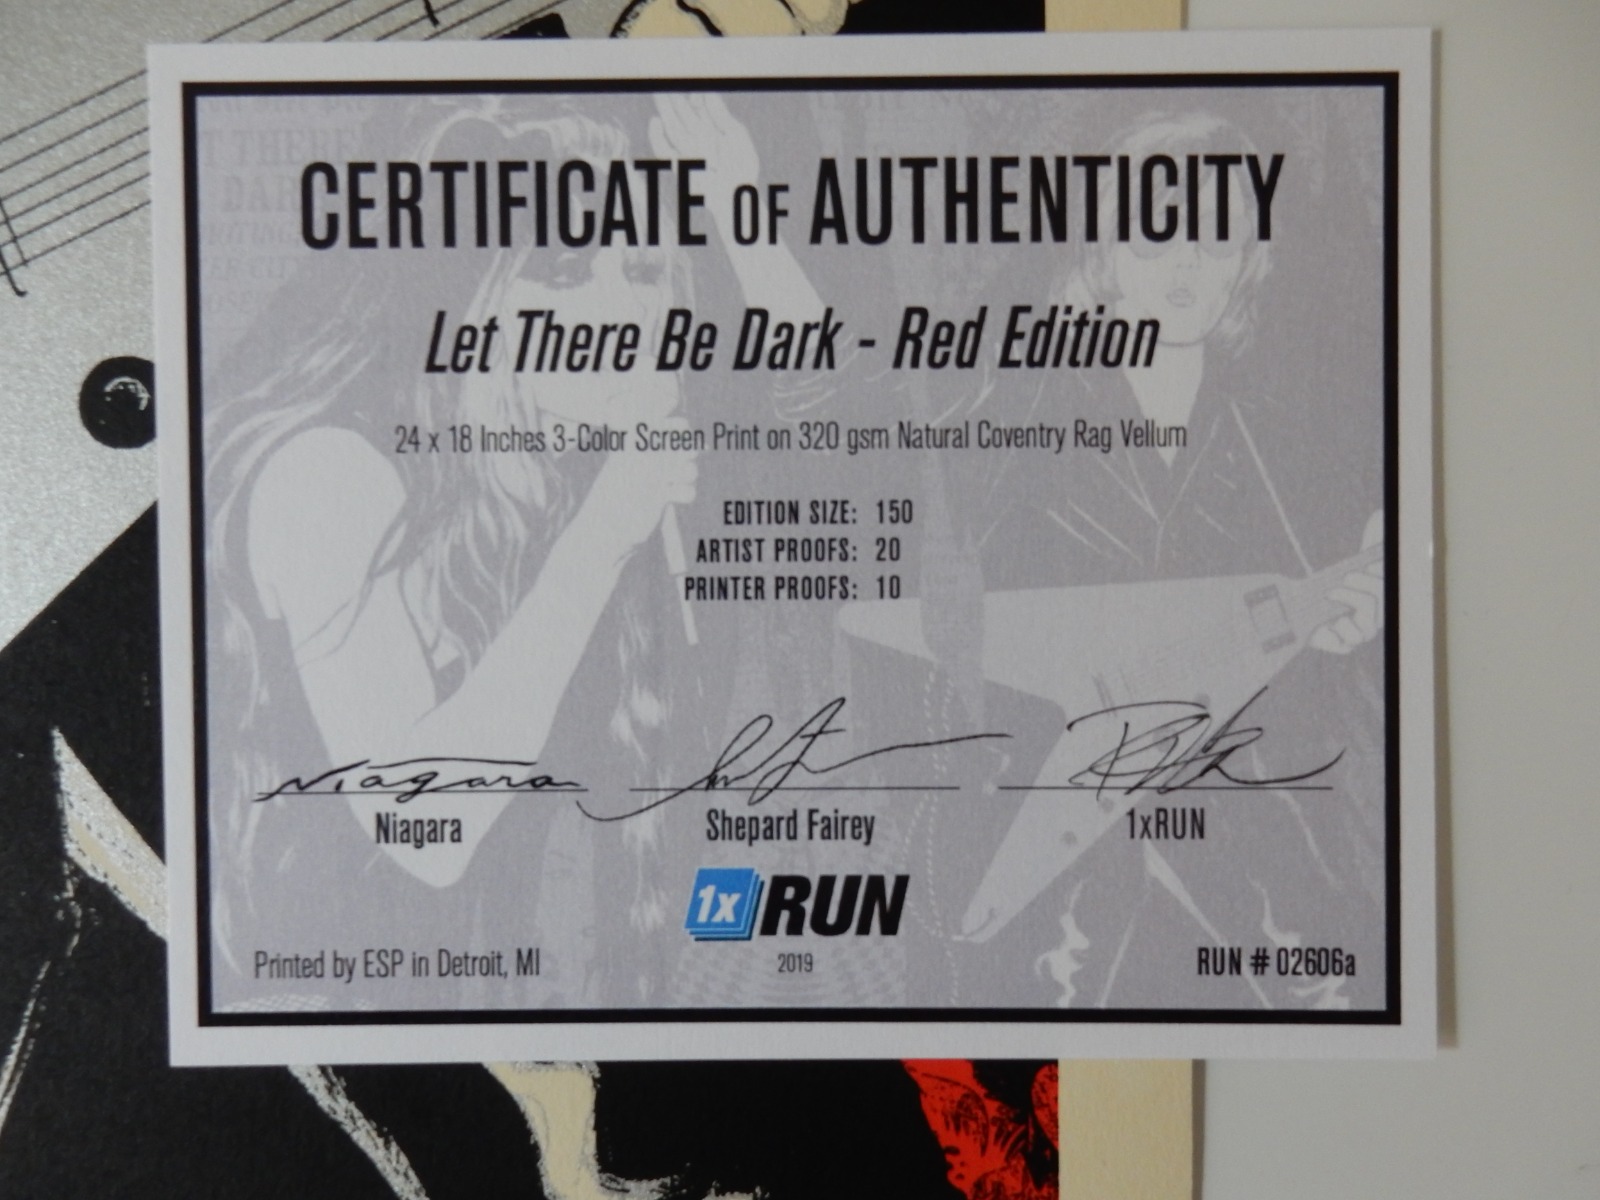 CERTIFICATE OF AUTHENTICITY
Let There Be Dark - Red Edition
24 x 18 Inches 3-Color Screen Print on 320 gsm Natural Coventry Rag Vellum
EDITION SIZE: 150
ARTIST PROOFS: 20
PRINTER PROOFS: 10
Niagara
Niagara
Shepard Fairey
1xRUN
1x RUN
2019
Printed by ESP in Detroit, MI
RUN # 02606a